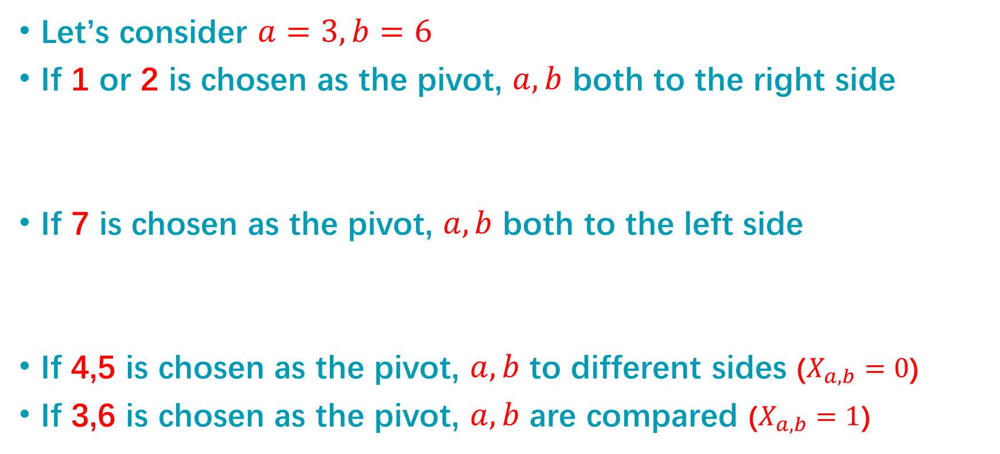 • Let’s consider a = 3, b = 6
• If 1 or 2 is chosen as the pivot, a, b both to the right side
• If 7 is chosen as the pivot, a, b both to the left side
• If 4,5 is chosen as the pivot, a, b to different sides (X_{a,b} = 0)
• If 3,6 is chosen as the pivot, a, b are compared (X_{a,b} = 1)